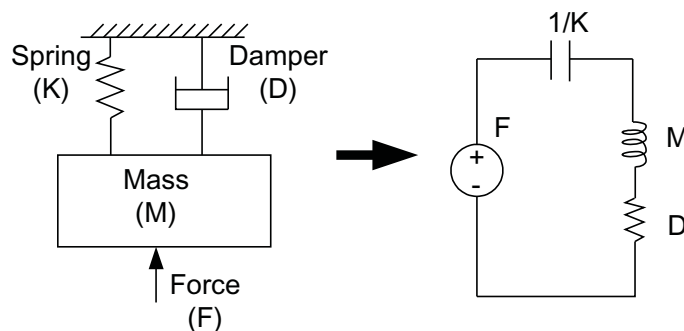 Spring
(K)
Damper
(D)
Mass
(M)
Force
(F)
1/K
F
+
-
M
D